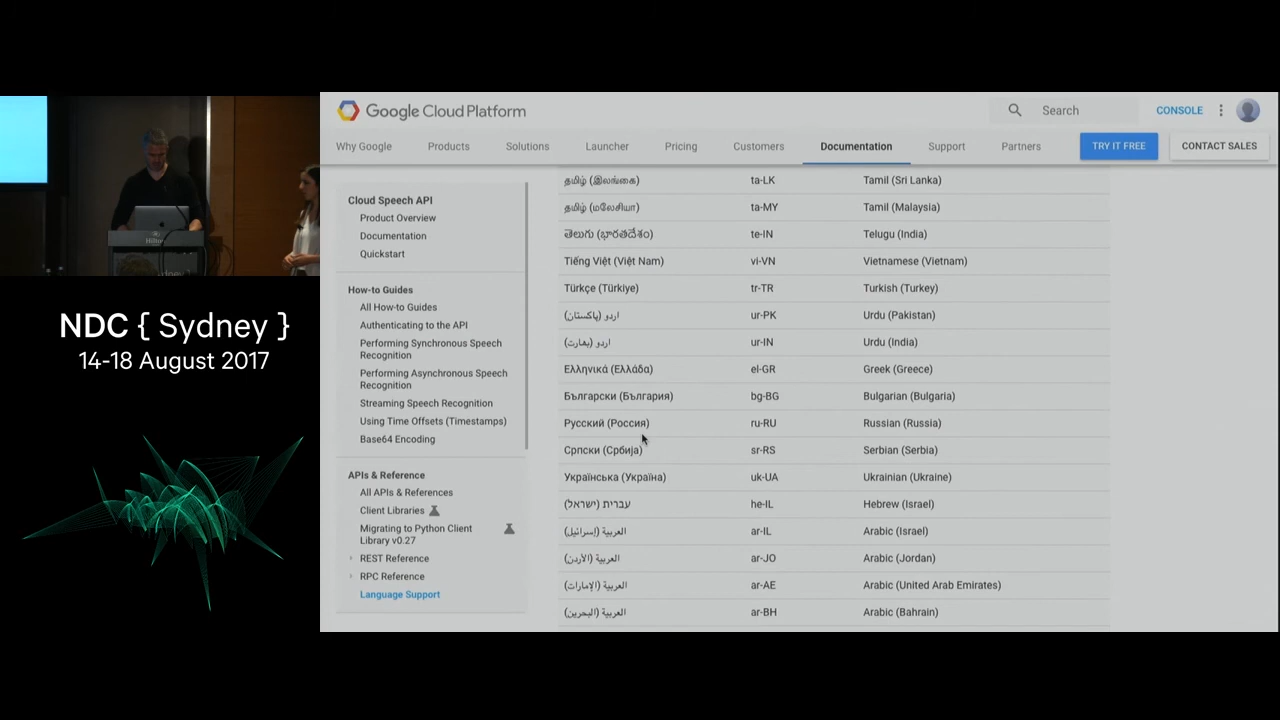 NDC { Sydney }
14-18 August 2017
Hilton
Google Cloud Platform
Search
CONSOLE
Why Google
Products
Solutions
Launcher
Pricing
Customers
Documentation
Support
Partners
TRY IT FREE
CONTACT SALES
Cloud Speech API
Product Overview
Documentation
Quickstart
How-to Guides
All How-to Guides
Authenticating to the API
Performing Synchronous Speech
Recognition
Performing Asynchronous Speech
Recognition
Streaming Speech Recognition
Using Time Offsets (Timestamps)
Base64 Encoding
APIs & Reference
All APIs & References
Client Libraries
Migrating to Python Client
Library v0.27
REST Reference
RPC Reference
Language Support
தமிழ் (இலங்கை) ta-LK Tamil (Sri Lanka)
தமிழ் (மலேசியா) ta-MY Tamil (Malaysia)
తెలుగు (భారతదేశం) te-IN Telugu (India)
Tiếng Việt (Việt Nam) vi-VN Vietnamese (Vietnam)
Türkçe (Türkiye) tr-TR Turkish (Turkey)
اردو (پاکستان) ur-PK Urdu (Pakistan)
اردو (بھارت) ur-IN Urdu (India)
Ελληνικά (Ελλάδα) el-GR Greek (Greece)
Български (България) bg-BG Bulgarian (Bulgaria)
Русский (Россия) ru-RU Russian (Russia)
Српски (Србија) sr-RS Serbian (Serbia)
Українська (Україна) uk-UA Ukrainian (Ukraine)
עברית (ישראל) he-IL Hebrew (Israel)
العربية (إسرائيل) ar-IL Arabic (Israel)
العربية (الأردن) ar-JO Arabic (Jordan)
العربية (الإمارات) ar-AE Arabic (United Arab Emirates)
العربية (البحرين) ar-BH Arabic (Bahrain)